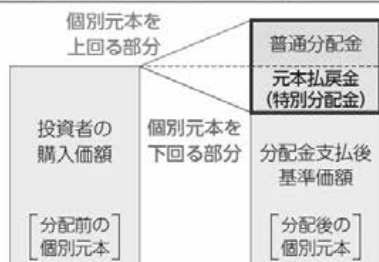 個別元本を
上回る部分
普通分配金
元本払戻金
(特別分配金)
投資者の
購入価額
個別元本を
下回る部分
分配金支払後
基準価額
[分配前の
個別元本]
[分配後の
個別元本]